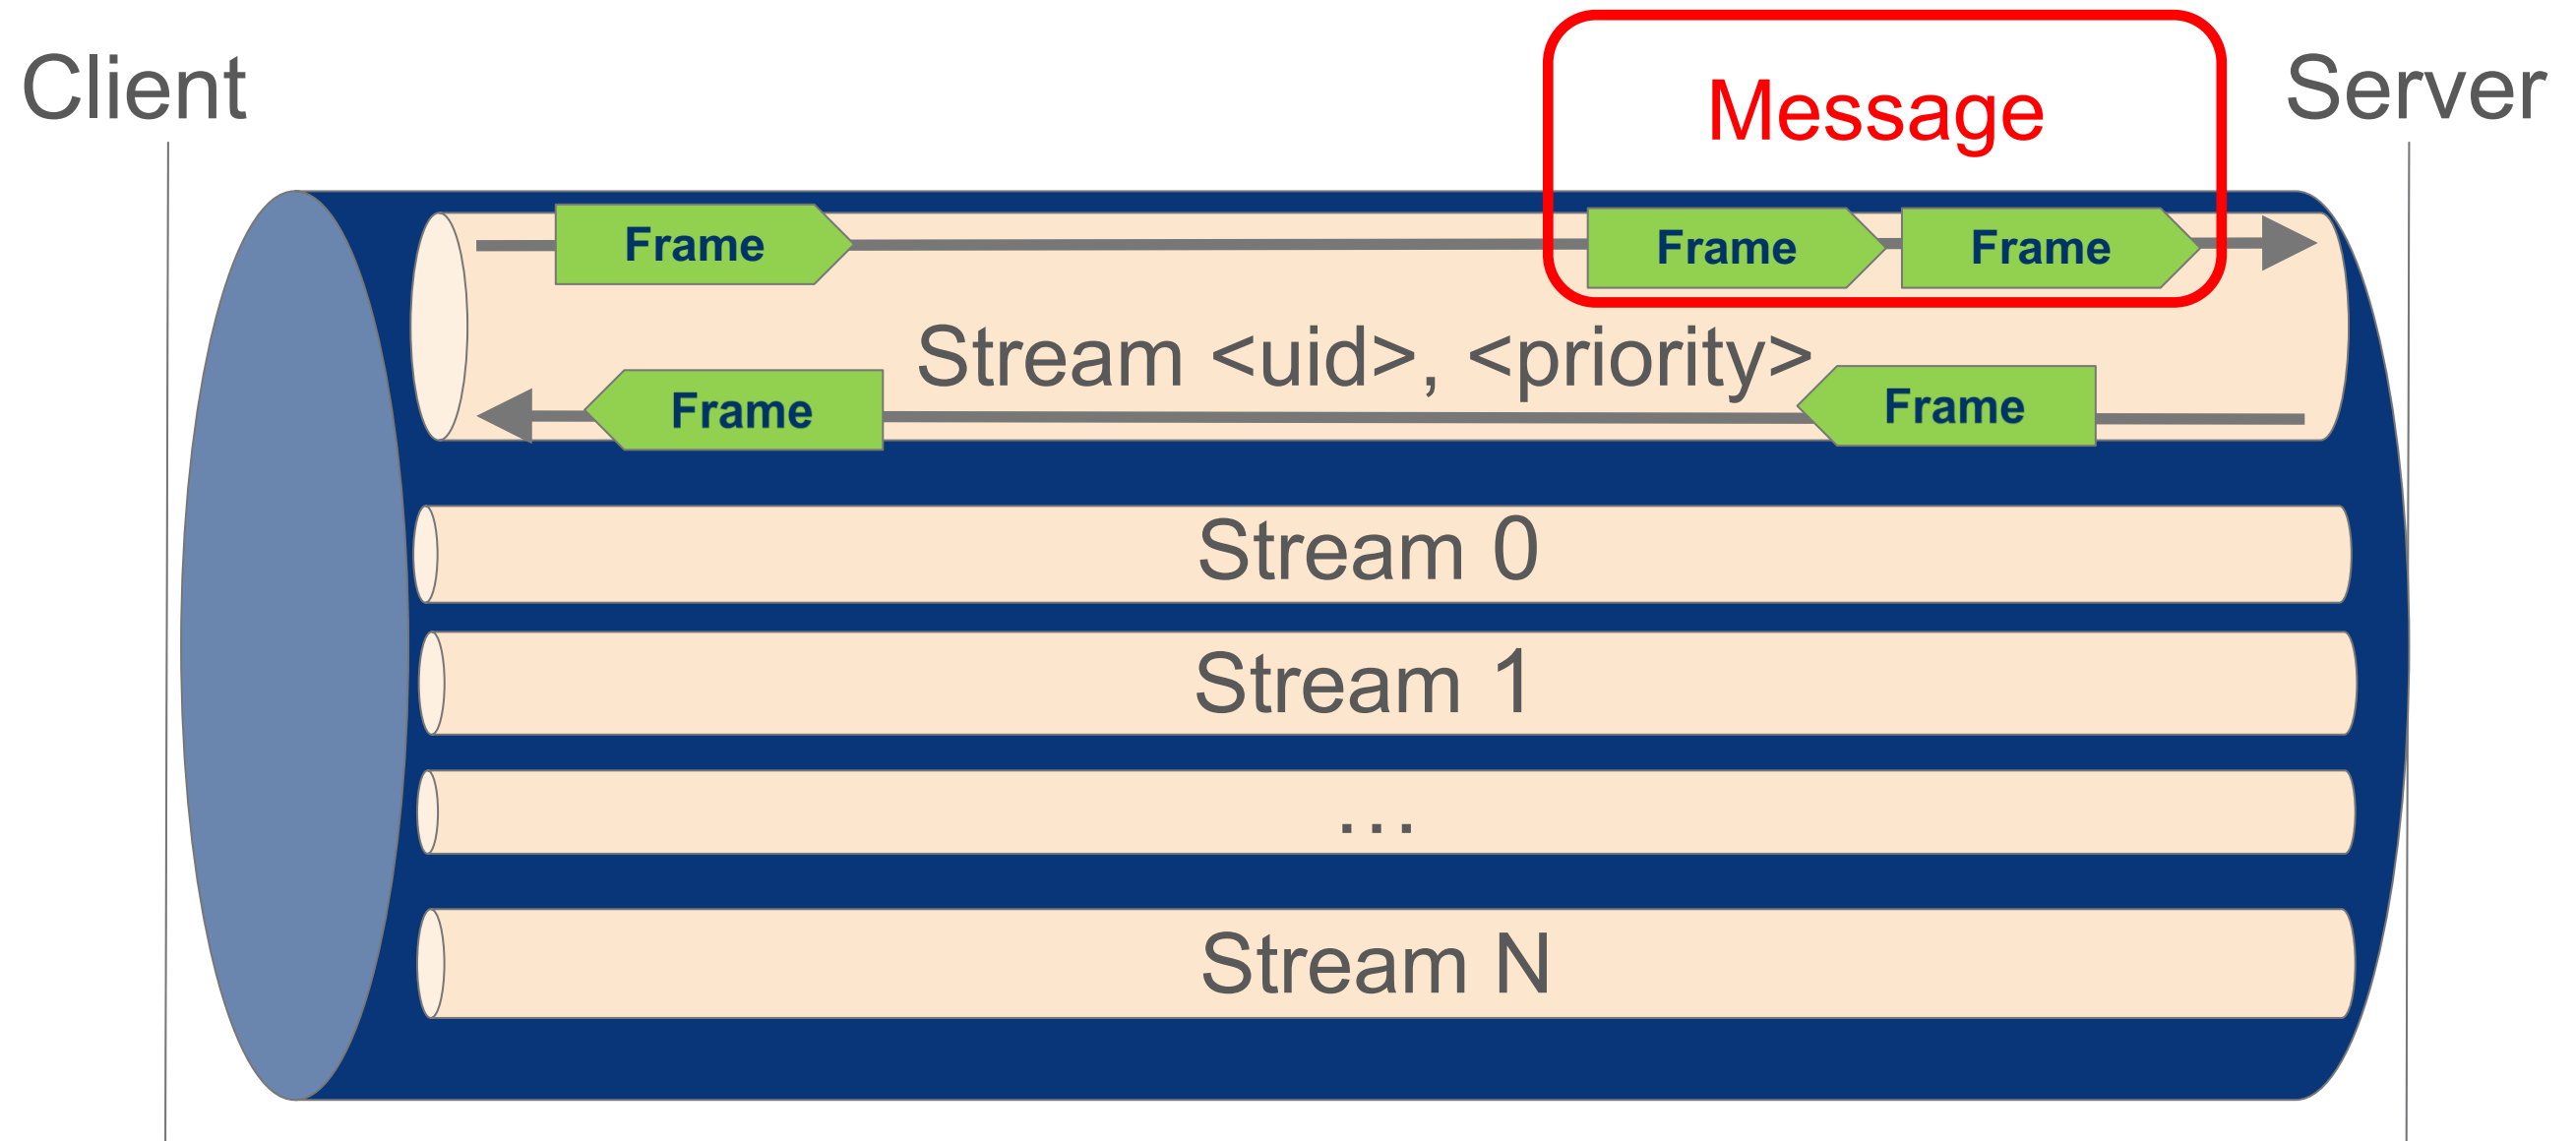 Client
Message
Server
Frame
Frame
Frame
Stream <uid>, <priority>
Frame
Frame
Stream 0
Stream 1
...
Stream N